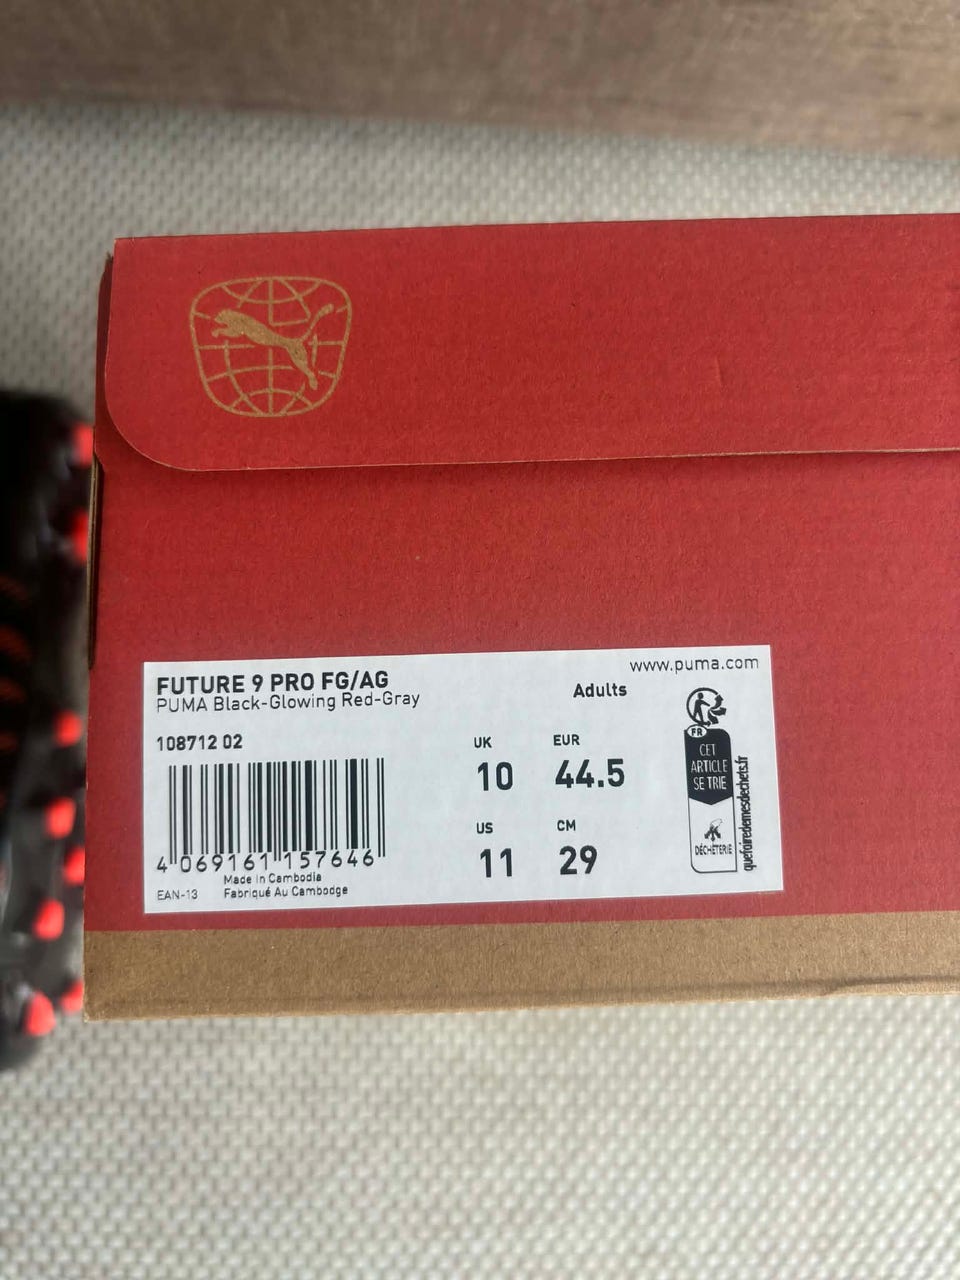 www.puma.com
FUTURE 9 PRO FG/AG
PUMA Black-Glowing Red-Gray
Adults
108712 02
UK
EUR
10
44.5
US
CM
11
29
4 069161 157646
Made In Cambodia
EAN-13
Fabriqué Au Cambodge
FR
CET
ARTICLE
SE TRIE
DÉCHÈTERIE
quefairedemesdechets.fr